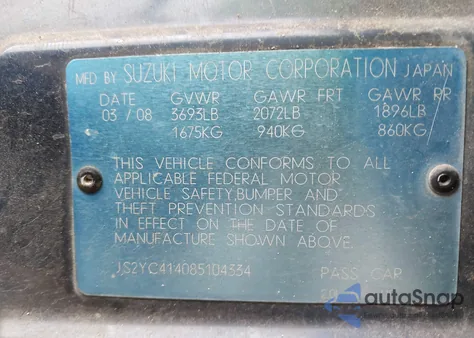 MFD BY SUZUKI MOTOR CORPORATION JAPAN
DATE GVWR GAWR FRT GAWR RR
03 / 08 3693LB 2072LB 1896LB
1675KG 940KG 860KG
THIS VEHICLE CONFORMS TO ALL
APPLICABLE FEDERAL MOTOR
VEHICLE SAFETY,BUMPER AND
THEFT PREVENTION STANDARDS
IN EFFECT ON THE DATE OF
MANUFACTURE SHOWN ABOVE.
JS2YC414085104334 PASS CAR
autoSnap